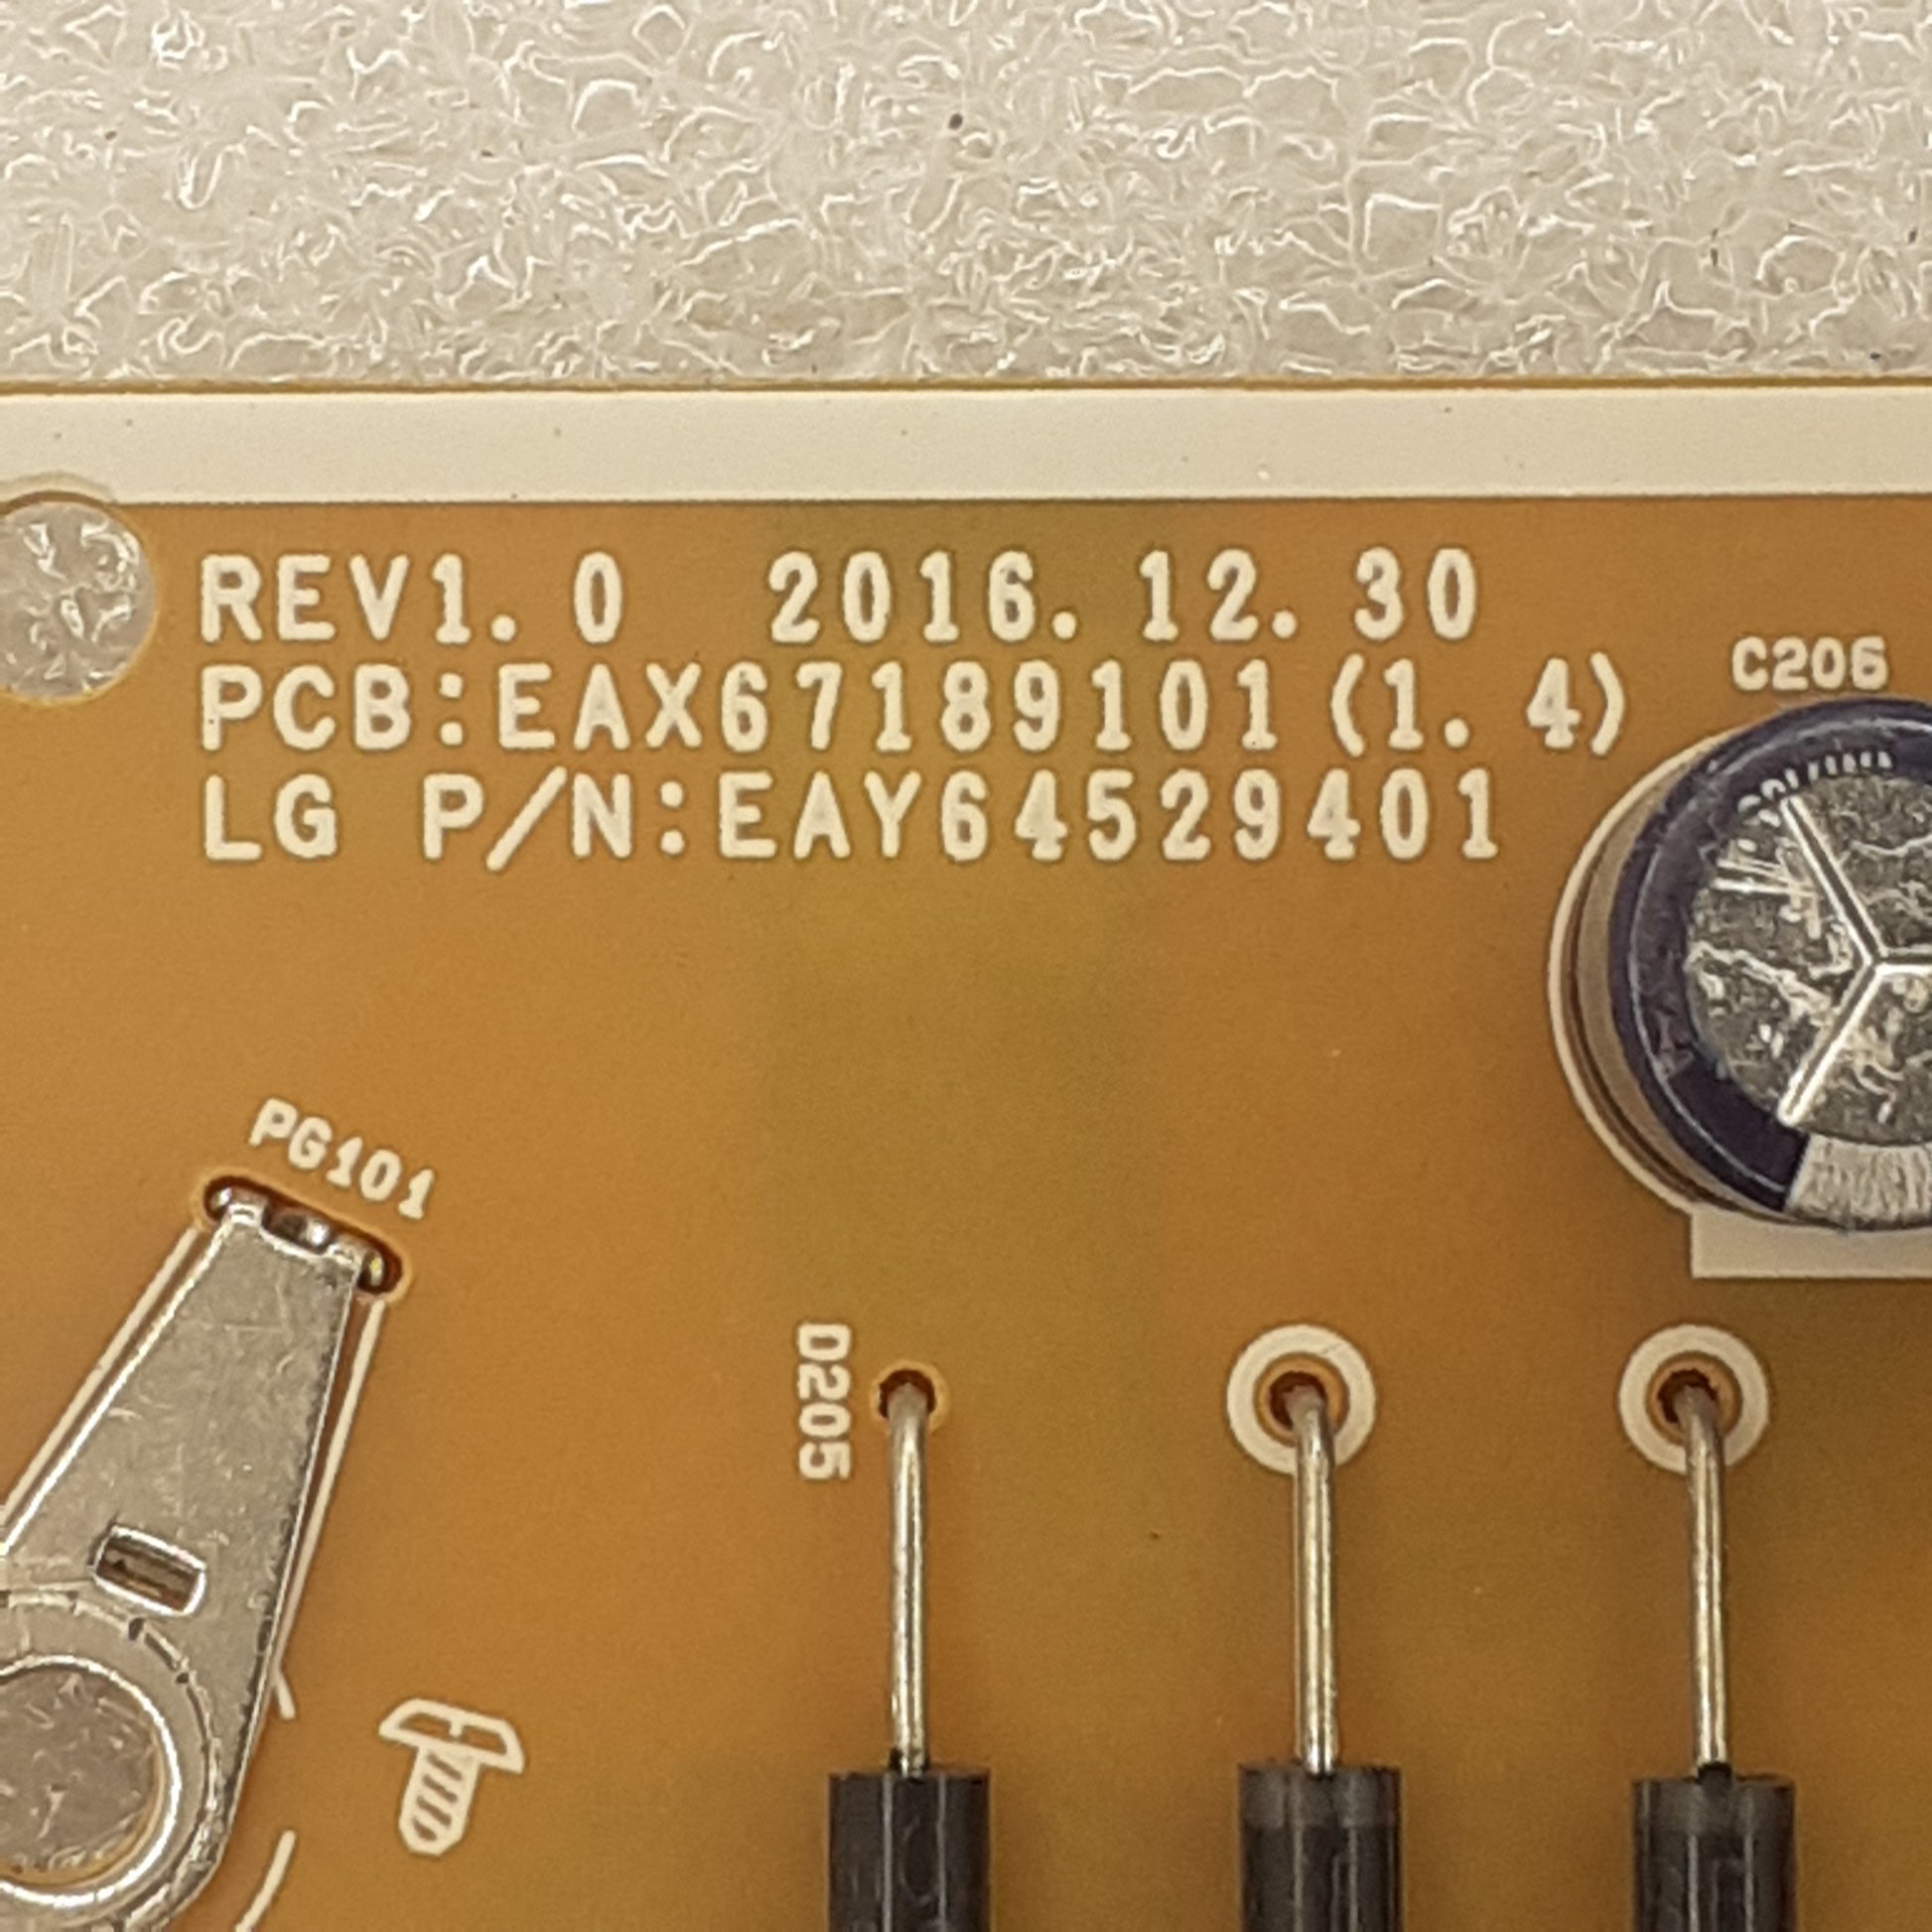 REV1.0 2016.12.30
PCB:EAX67189101(1.4)
LG P/N:EAY64529401
C206
PG101
D205